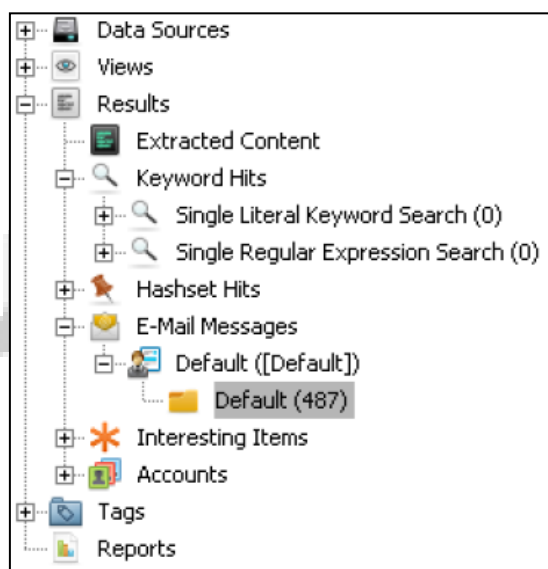 Data Sources
Views
Results
Extracted Content
Keyword Hits
Single Literal Keyword Search (0)
Single Regular Expression Search (0)
Hashset Hits
E-Mail Messages
Default ([Default])
Default (487)
Interesting Items
Accounts
Tags
Reports